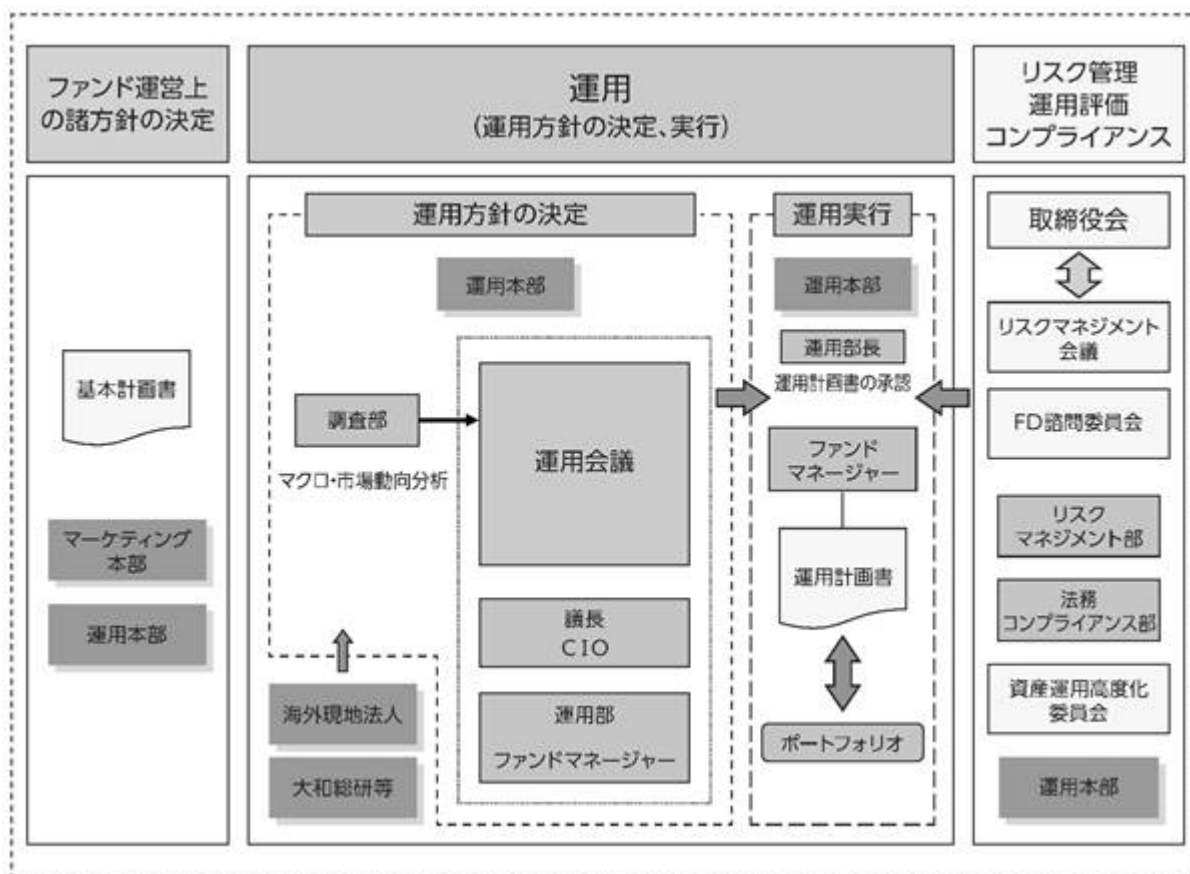 ファンド運営上
の諸方針の決定
運用
(運用方針の決定、実行)
リスク管理
運用評価
コンプライアンス
基本計画書
マーケティング
本部
運用本部
運用方針の決定
運用本部
調査部
マクロ・市場動向分析
運用会議
議長
CIO
運用部
ファンドマネージャー
海外現地法人
大和総研等
運用実行
運用本部
運用部長
運用計画書の承認
ファンド
マネージャー
運用計画書
ポートフォリオ
取締役会
リスクマネジメント
会議
FD諮問委員会
リスク
マネジメント部
法務
コンプライアンス部
資産運用高度化
委員会
運用本部